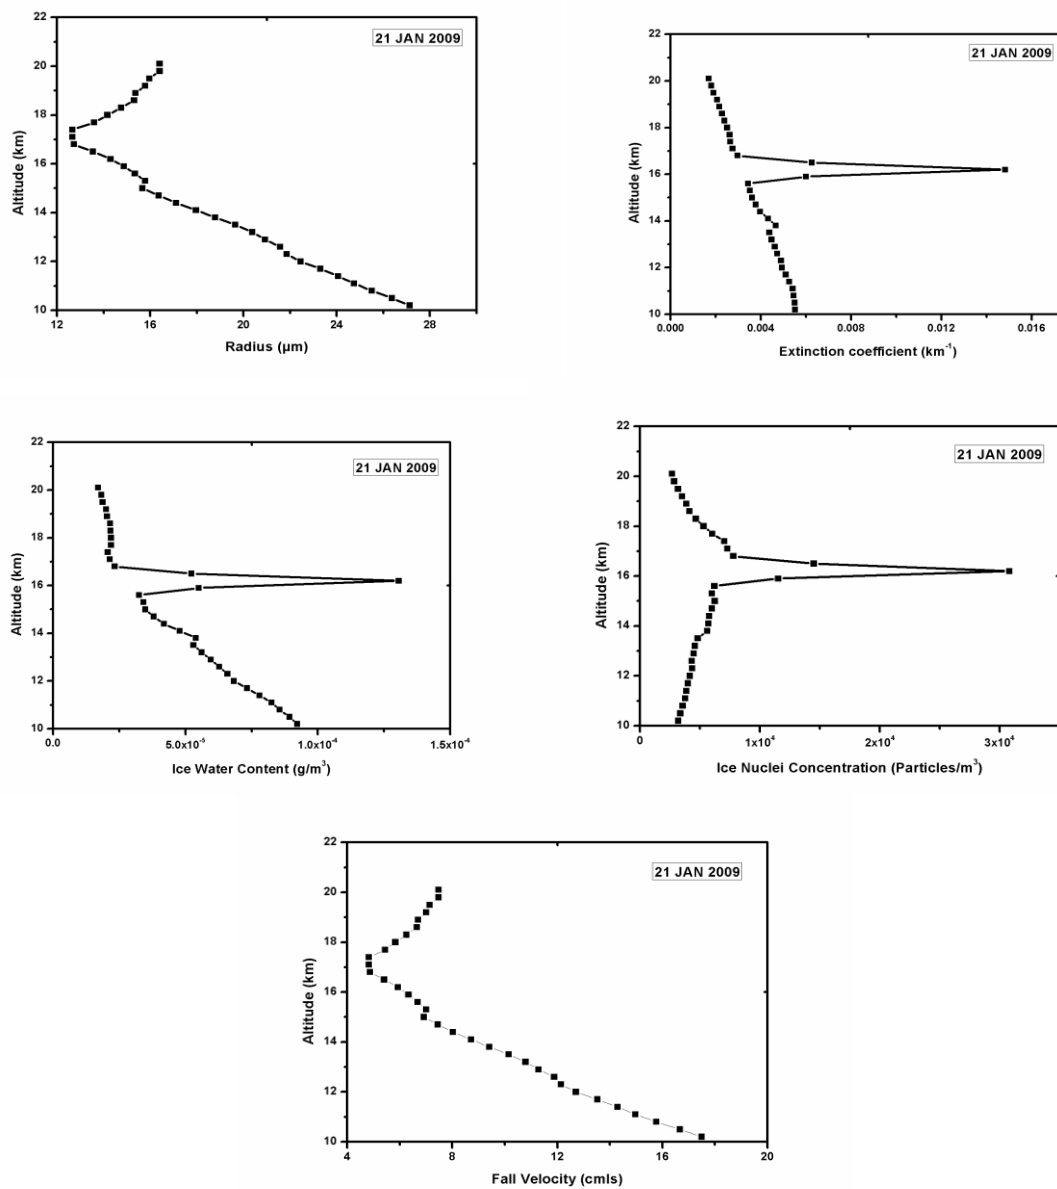 22
20
18
16
14
12
10
Altitude (km)
21 JAN 2009
12 16 20 24 28
Radius (µm)
22
20
18
16
14
12
10
Altitude (km)
21 JAN 2009
0.000 0.004 0.008 0.012 0.016
Extinction coefficient (km⁻¹)
22
20
18
16
14
12
10
Altitude (km)
21 JAN 2009
0.0 5.0x10⁻⁵ 1.0x10⁻⁴ 1.5x10⁻⁴
Ice Water Content (g/m³)
22
20
18
16
14
12
10
Altitude (km)
21 JAN 2009
0 1x10⁴ 2x10⁴ 3x10⁴
Ice Nuclei Concentration (Particles/m³)
22
20
18
16
14
12
10
Altitude (km)
21 JAN 2009
4 8 12 16 20
Fall Velocity (cmls)